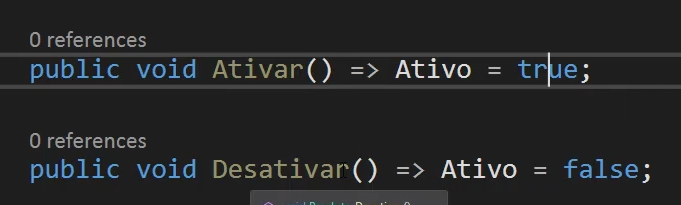 0 references
public void Ativar() => Ativo = true;
0 references
public void Desativar() => Ativo = false;